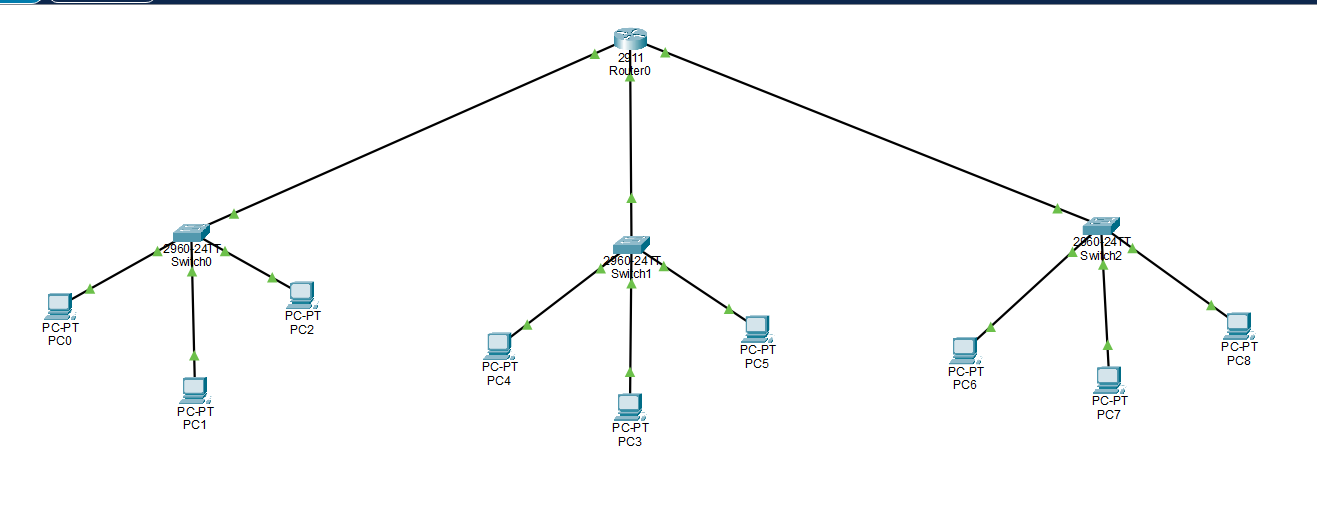 2911
Router0
2960-24TT
Switch0
2960-24TT
Switch1
2960-24TT
Switch2
PC-PT
PC0
PC-PT
PC2
PC-PT
PC1
PC-PT
PC4
PC-PT
PC5
PC-PT
PC3
PC-PT
PC6
PC-PT
PC7
PC-PT
PC8